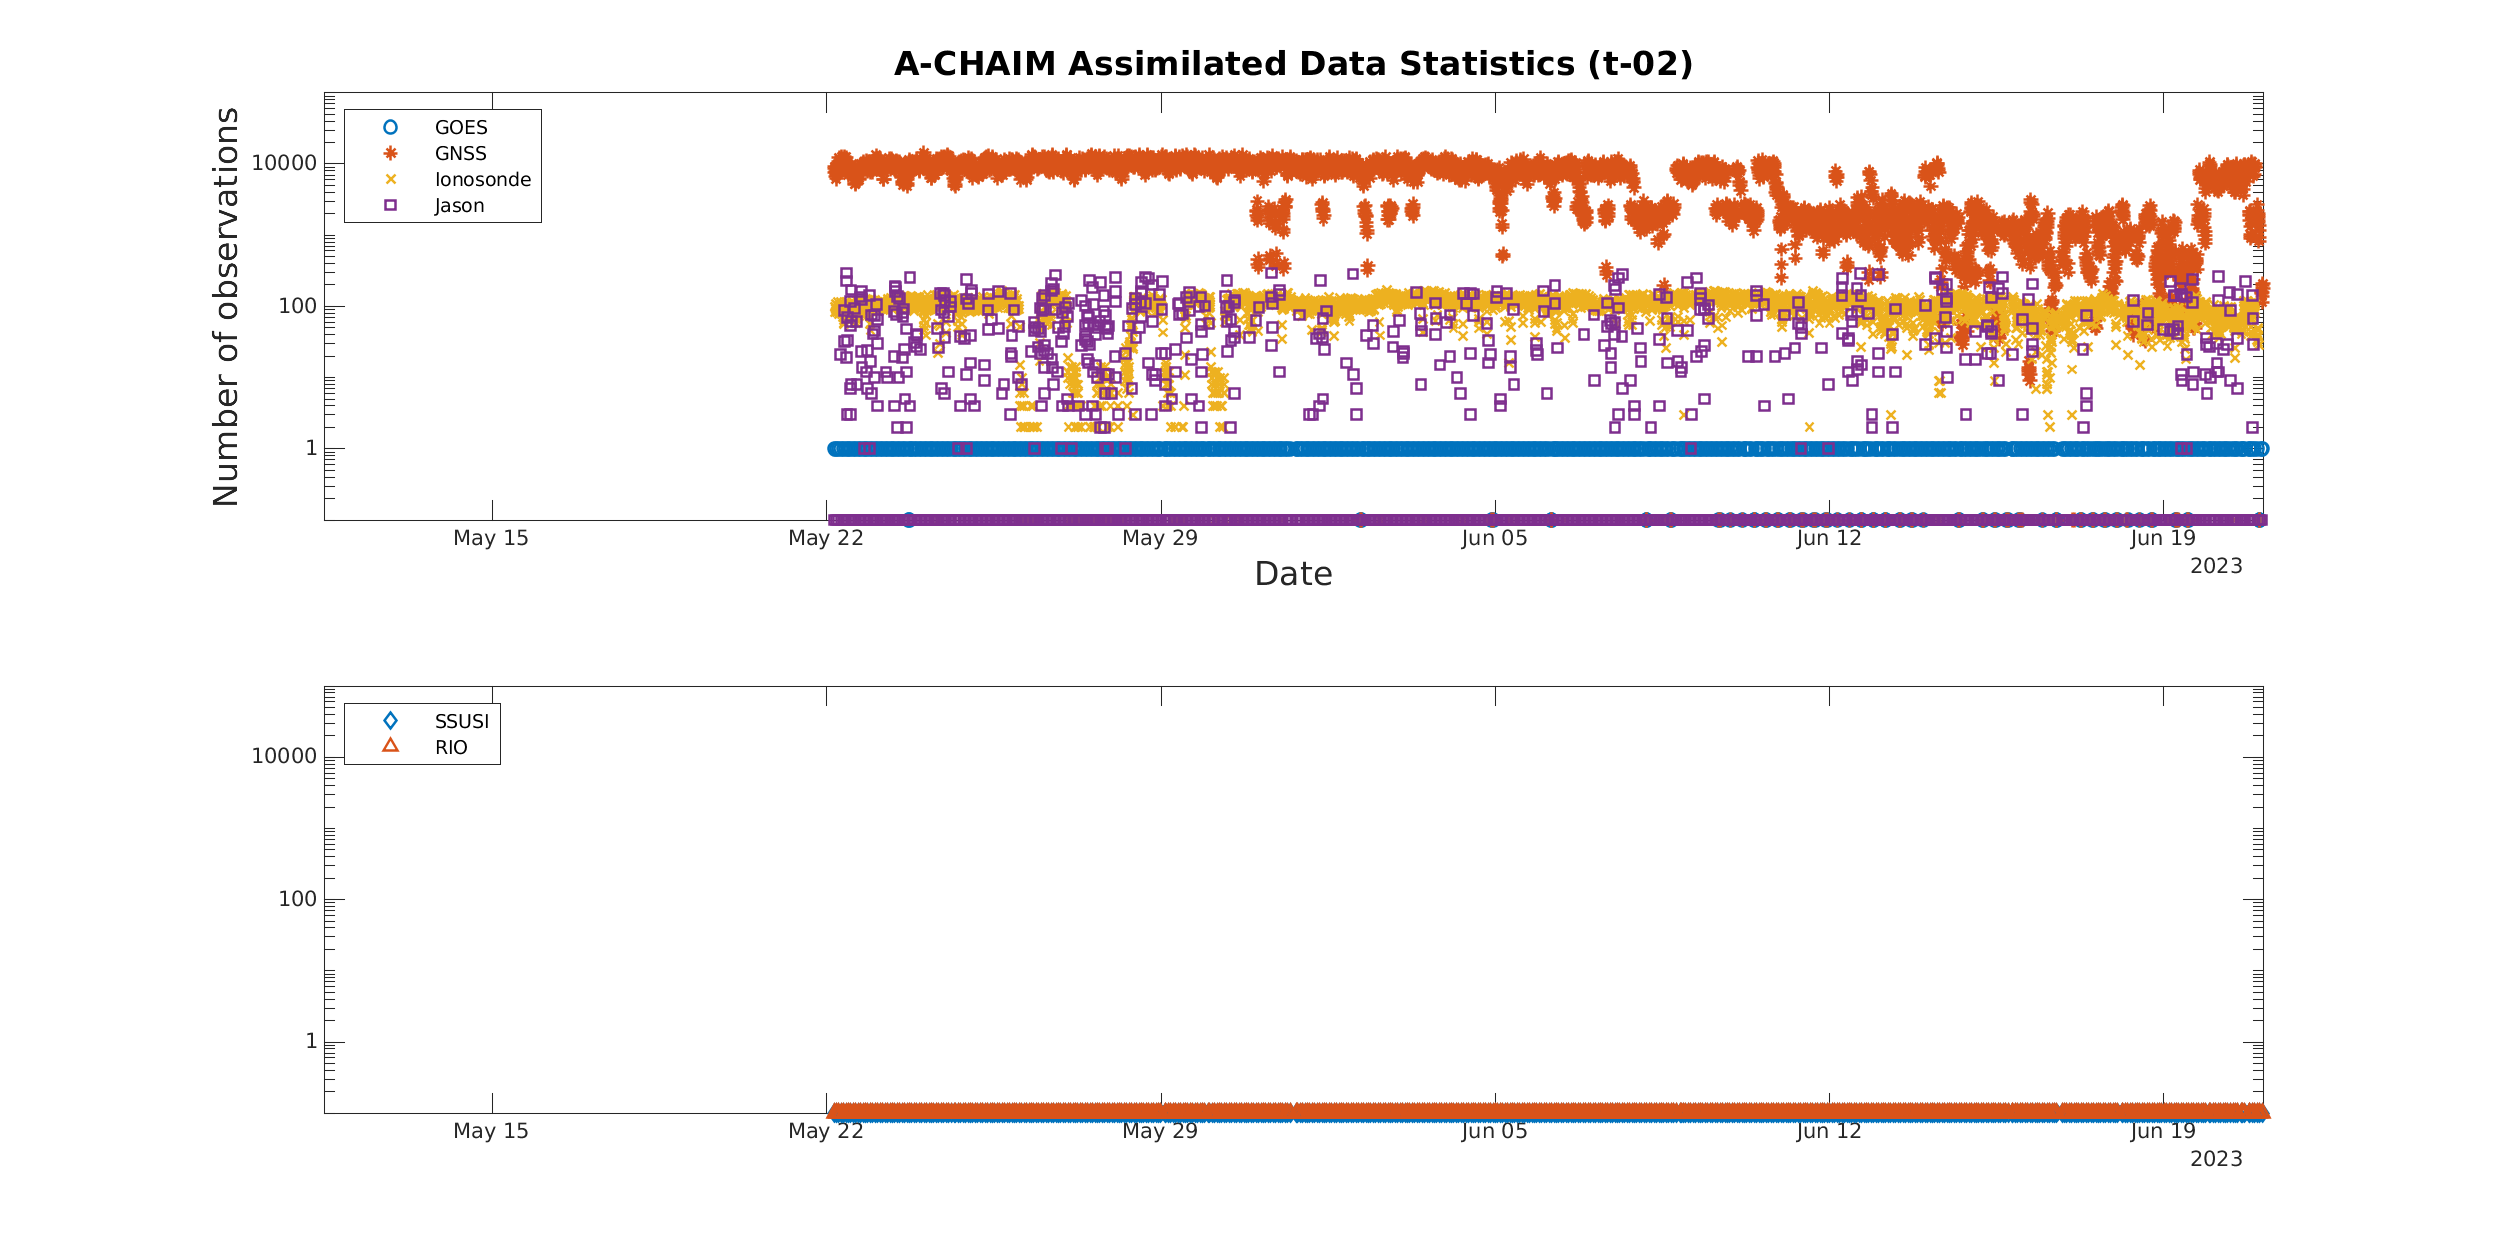 A-CHAIM Assimilated Data Statistics (t-02)
Number of observations
GOES
GNSS
Ionosonde
Jason
10000
100
1
May 15 May 22 May 29 Jun 05 Jun 12 Jun 19
2023
Date
SSUSI
RIO
10000
100
1
May 15 May 22 May 29 Jun 05 Jun 12 Jun 19
2023